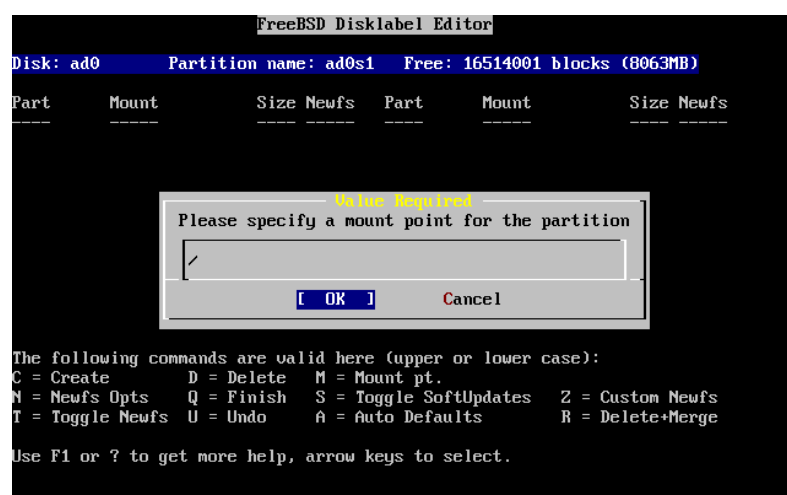 FreeBSD Disklabel Editor
Disk: ad0 Partition name: ad0s1 Free: 16514001 blocks (8063MB)
Part Mount Size Newfs Part Mount Size Newfs
---- ----- ---- ----- ---- ----- ---- -----
Value Required
Please specify a mount point for the partition
/
[ OK ] Cancel
The following commands are valid here (upper or lower case):
C = Create D = Delete M = Mount pt.
N = Newfs Opts Q = Finish S = Toggle SoftUpdates Z = Custom Newfs
T = Toggle Newfs U = Undo A = Auto Defaults R = Delete+Merge
Use F1 or ? to get more help, arrow keys to select.